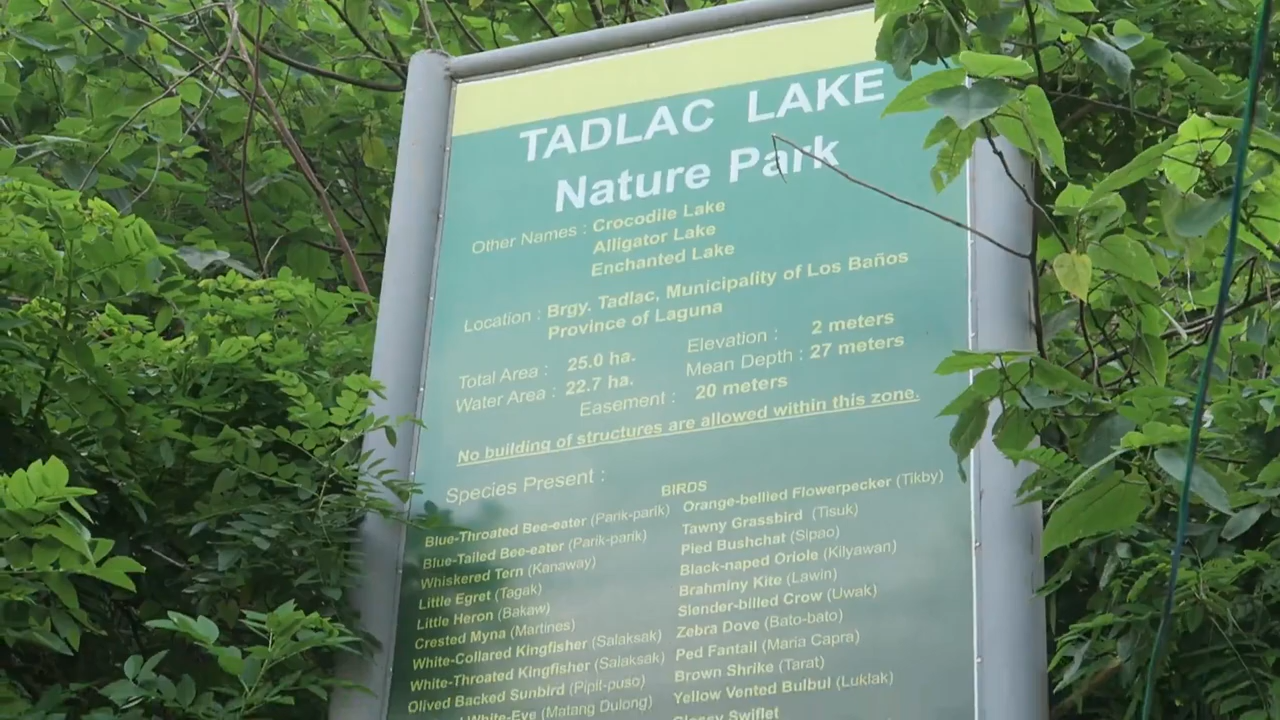 TADLAC LAKE
Nature Park
Other Names : Crocodile Lake
Alligator Lake
Enchanted Lake
Location : Brgy. Tadlac, Municipality of Los Baños
Province of Laguna
Total Area : 25.0 ha. Elevation : 2 meters
Water Area : 22.7 ha. Mean Depth : 27 meters
Easement : 20 meters
No building of structures are allowed within this zone.
Species Present :
BIRDS
Blue-Throated Bee-eater (Parik-parik)
Blue-Tailed Bee-eater (Parik-parik)
Whiskered Tern (Kanaway)
Little Egret (Tagak)
Little Heron (Bakaw)
Crested Myna (Martines)
White-Collared Kingfisher (Salaksak)
White-Throated Kingfisher (Salaksak)
Olived Backed Sunbird (Pipit-puso)
White-Eye (Matang Dulong)
Orange-bellied Flowerpecker (Tikby)
Tawny Grassbird (Tisuk)
Pied Bushchat (Sipao)
Black-naped Oriole (Kilyawan)
Brahminy Kite (Lawin)
Slender-billed Crow (Uwak)
Zebra Dove (Bato-bato)
Ped Fantail (Maria Capra)
Brown Shrike (Tarat)
Yellow Vented Bulbul (Luklak)
Glossy Swiflet